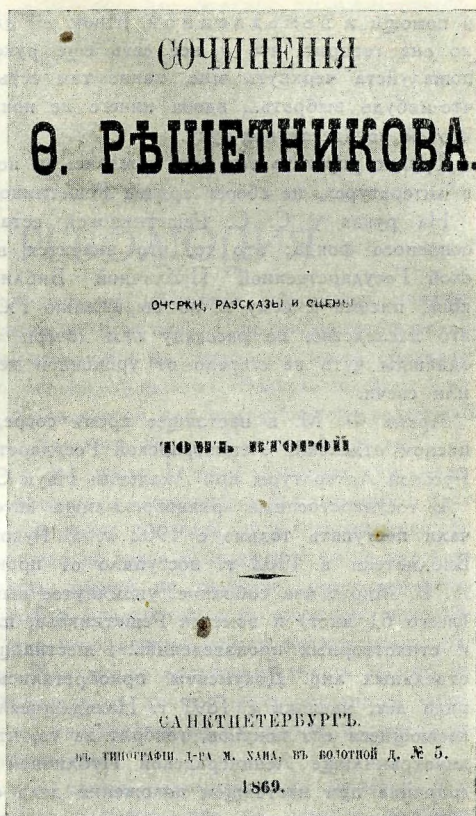 СОЧИНЕНІЯ
Ѳ. РѢШЕТНИКОВА.
ОЧЕРКИ, РАЗСКАЗЫ И СЦЕНЫ
ТОМЪ ВТОРОЙ
САНКТПЕТЕРБУРГЪ.
ВЪ ТИПОГРАФІИ Д-РА М. ХАНА, ВЪ БОЛОТНОЙ Д. № 5.
1869.